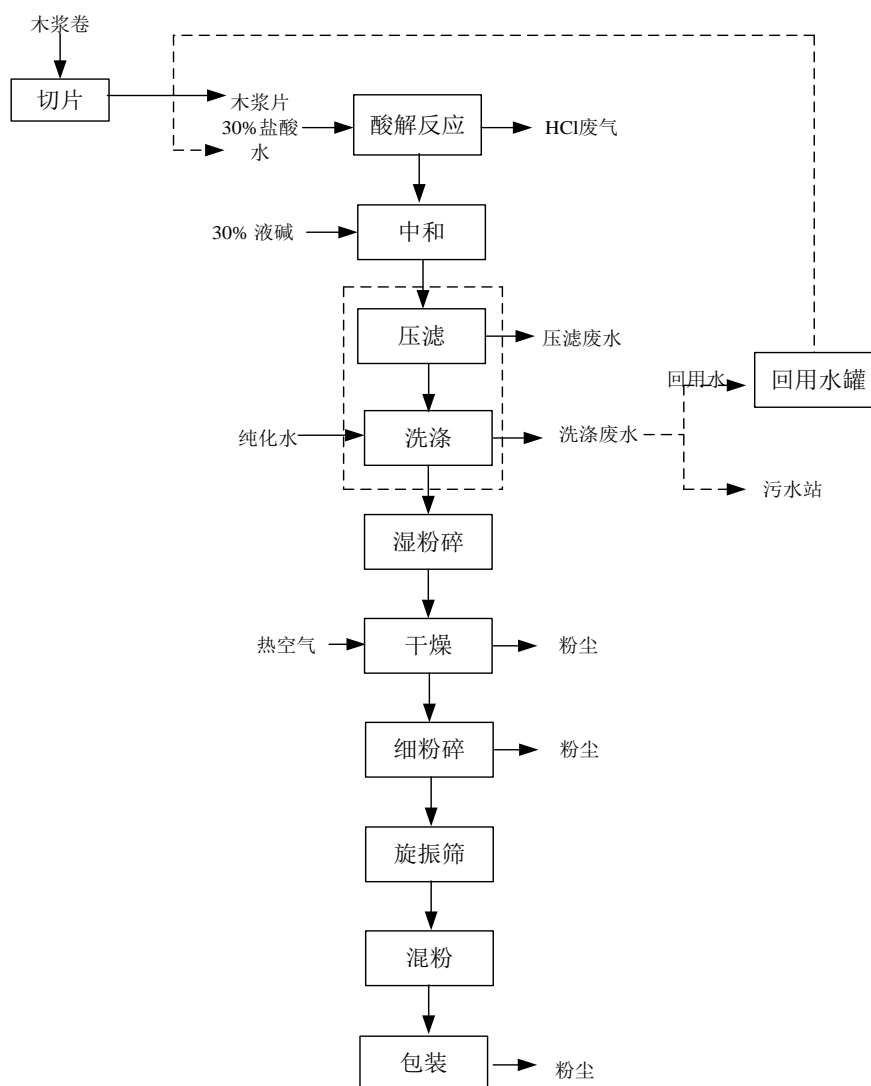 木浆卷
切片
木浆片
30%盐酸
水
酸解反应
HCl废气
30% 液碱
中和
压滤
压滤废水
回用水
回用水罐
纯化水
洗涤
洗涤废水
污水站
湿粉碎
热空气
干燥
粉尘
细粉碎
粉尘
旋振筛
混粉
包装
粉尘